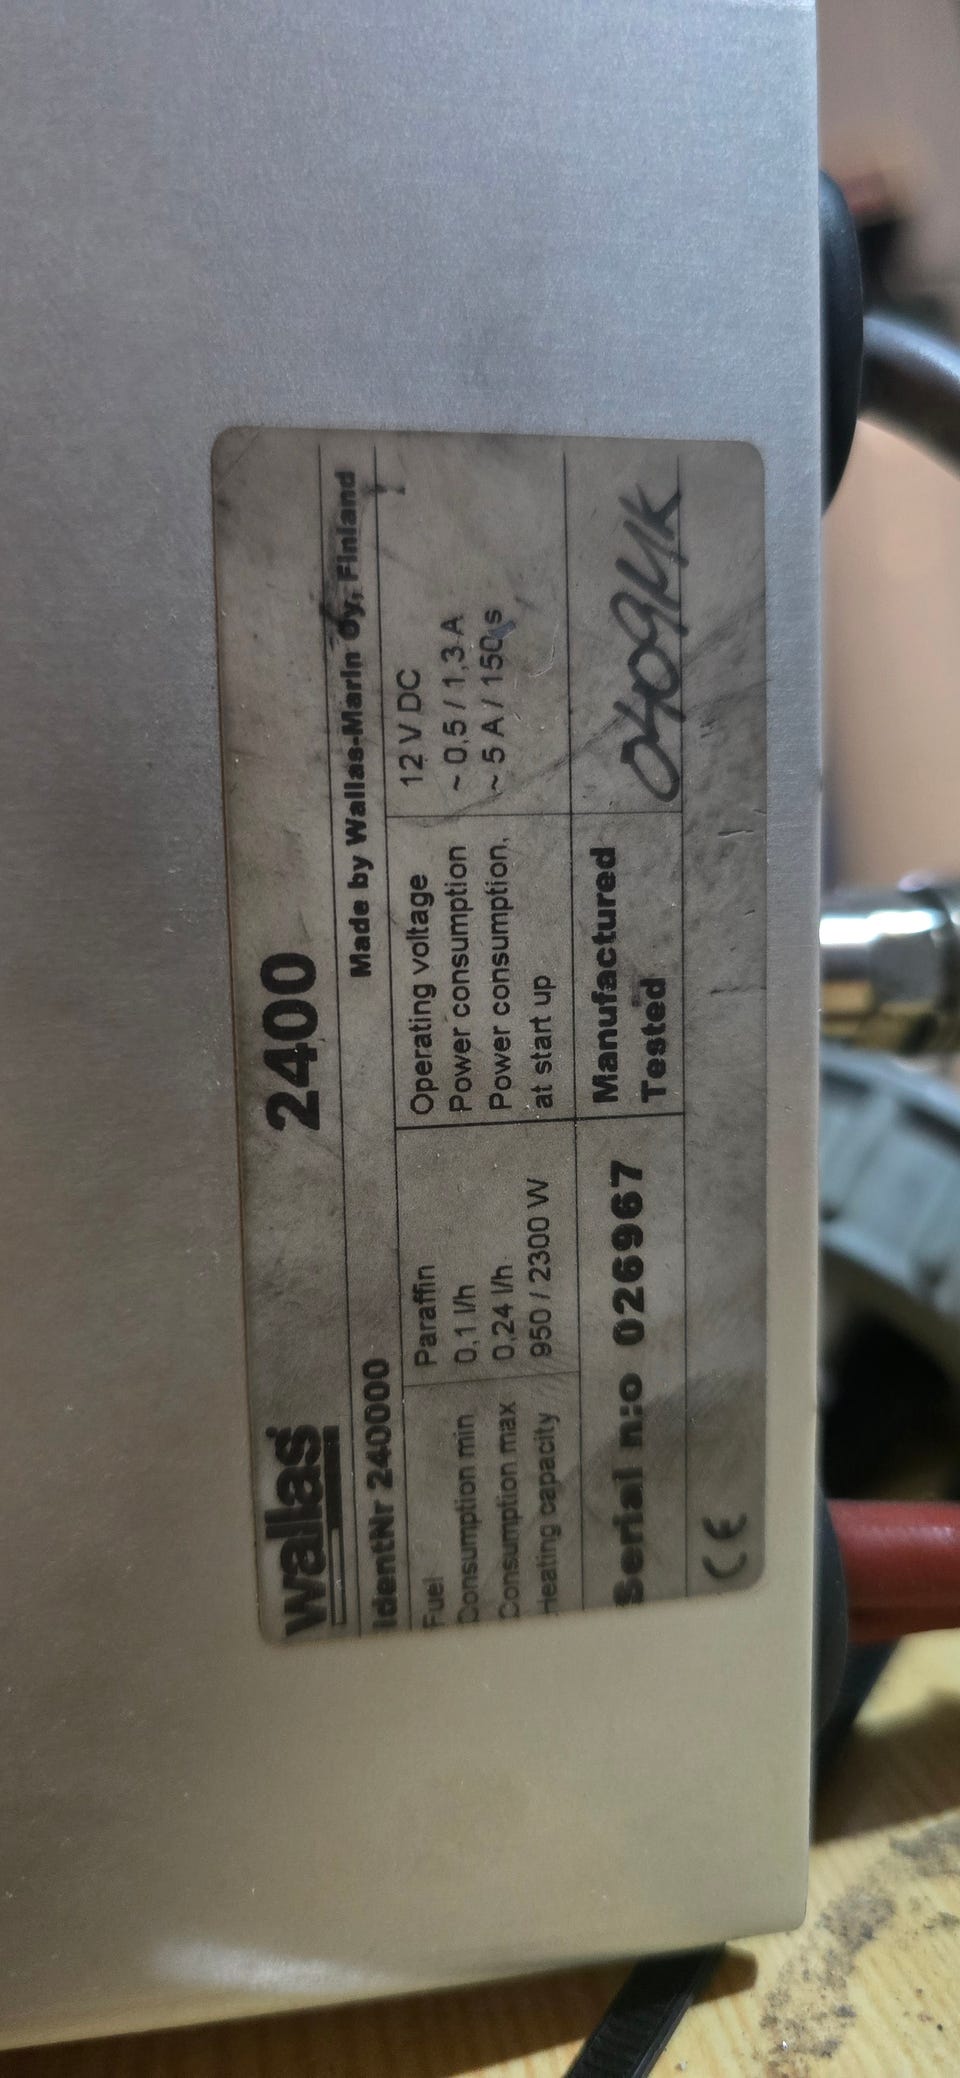 wallas 2400
Made by Wallas-Marin Oy, Finland
IdentNr 240000
Fuel Paraffin
Consumption min 0,1 l/h
Consumption max 0,24 l/h
Heating capacity 950 / 2300 W
Operating voltage 12 V DC
Power consumption ~ 0,5 / 1,3 A
Power consumption, ~ 5 A / 150 s
at start up
Serial n:o 026967
Manufactured
Tested
CE